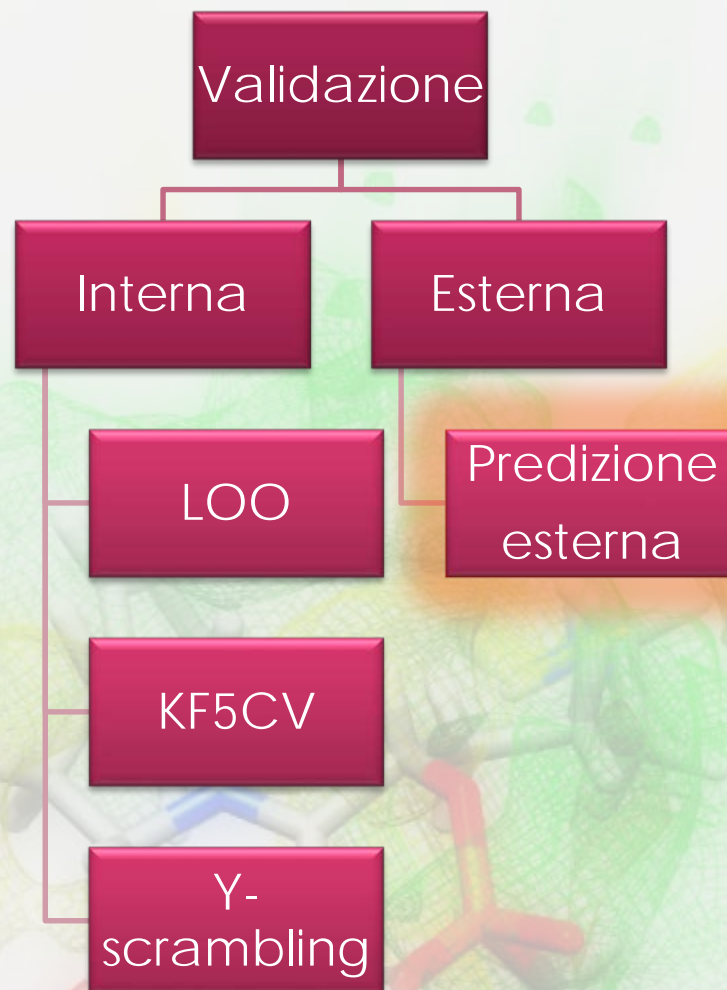 Validazione
Interna
Esterna
LOO
Predizione
esterna
KF5CV
Y-
scrambling